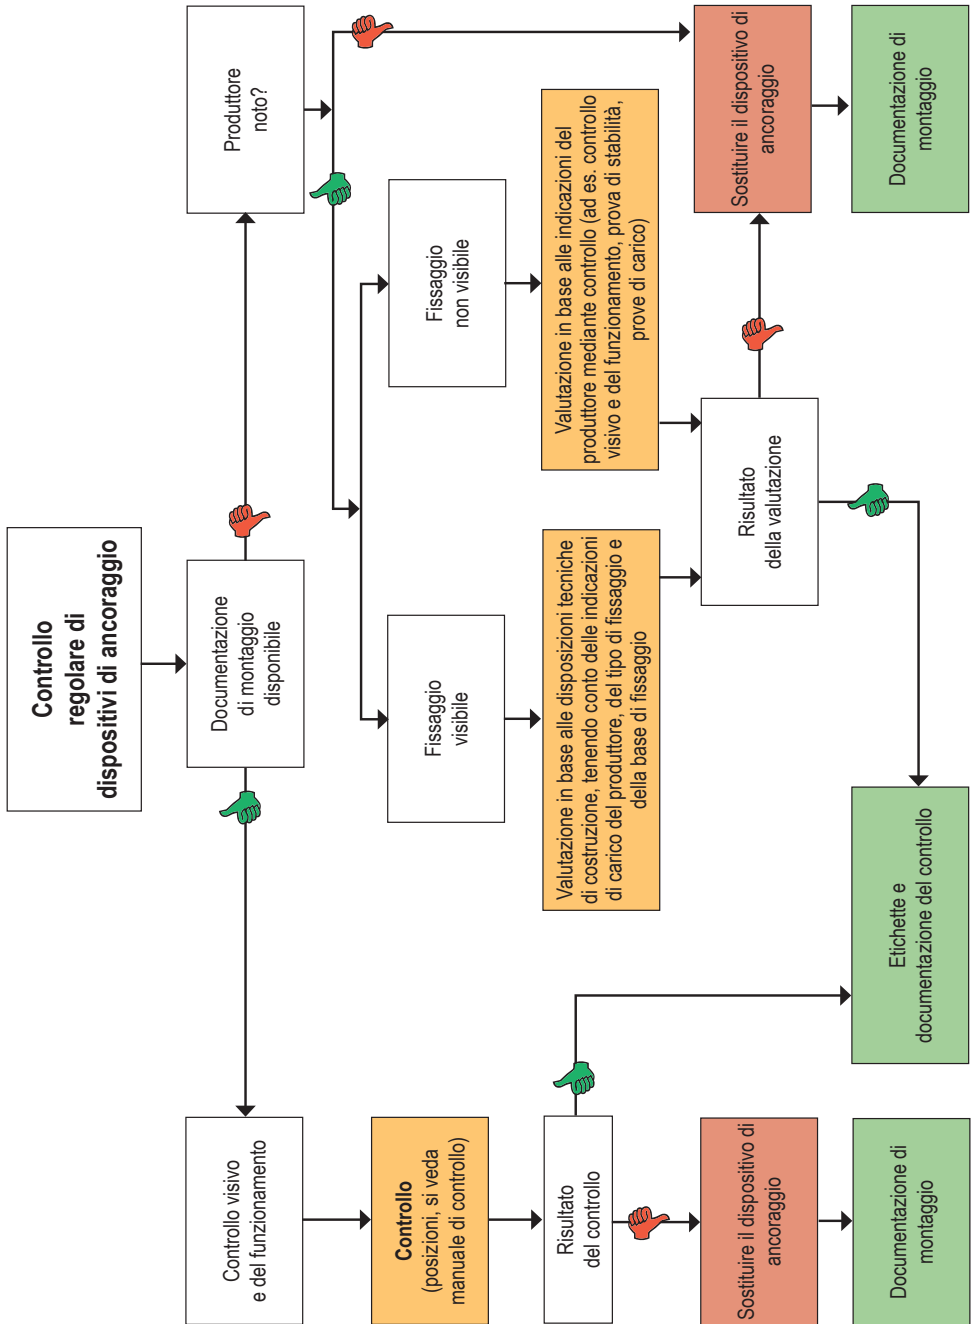 Controllo
regolare di
dispositivi di ancoraggio
Documentazione
di montaggio
disponibile
Controllo visivo
e del funzionamento
Controllo
(posizioni, si veda
manuale di controllo)
Risultato
del controllo
Sostituire il dispositivo di
ancoraggio
Documentazione di
montaggio
Etichette e
documentazione del controllo
Produttore
noto?
Fissaggio
visibile
Valutazione in base alle disposizioni tecniche
di costruzione, tenendo conto delle indicazioni
di carico del produttore, del tipo di fissaggio e
della base di fissaggio
Fissaggio
non visibile
Valutazione in base alle indicazioni del
produttore mediante controllo (ad es. controllo
visivo e del funzionamento, prova di stabilità,
prove di carico)
Risultato
della valutazione
Sostituire il dispositivo di
ancoraggio
Documentazione di
montaggio